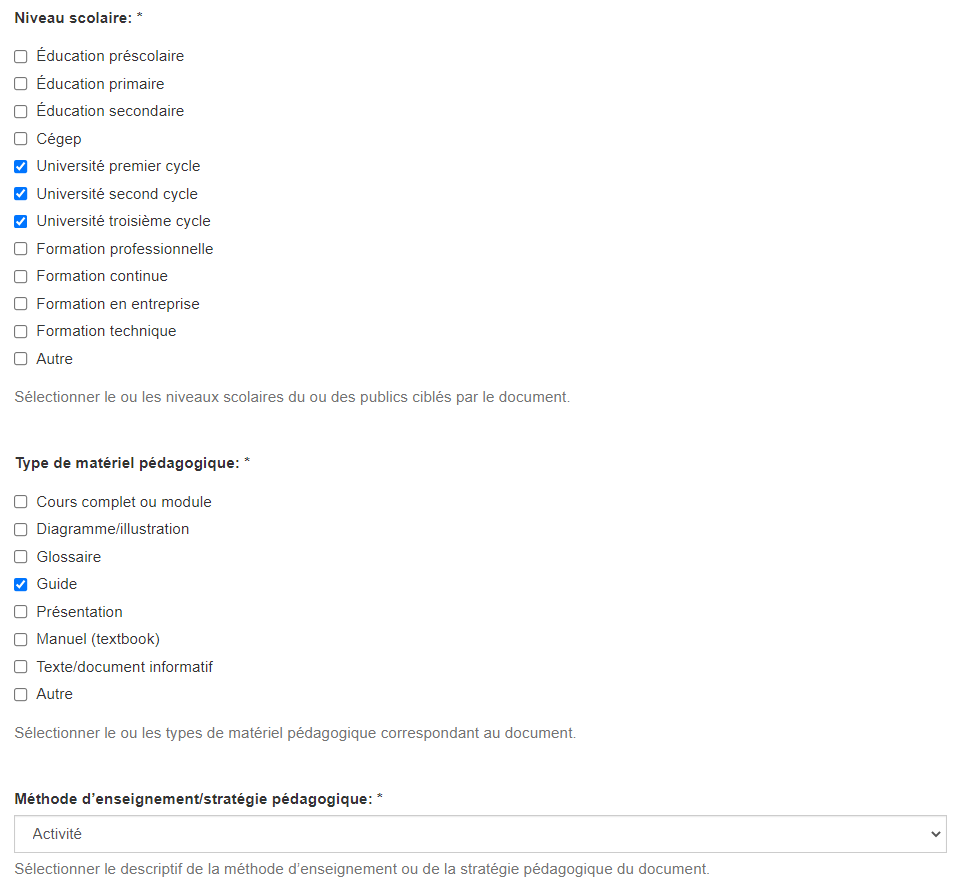 Niveau scolaire: *
Éducation préscolaire
Éducation primaire
Éducation secondaire
Cégep
Université premier cycle
Université second cycle
Université troisième cycle
Formation professionnelle
Formation continue
Formation en entreprise
Formation technique
Autre
Sélectionner le ou les niveaux scolaires du ou des publics ciblés par le document.
Type de matériel pédagogique: *
Cours complet ou module
Diagramme/illustration
Glossaire
Guide
Présentation
Manuel (textbook)
Texte/document informatif
Autre
Sélectionner le ou les types de matériel pédagogique correspondant au document.
Méthode d’enseignement/stratégie pédagogique: *
Activité
Sélectionner le descriptif de la méthode d’enseignement ou de la stratégie pédagogique du document.